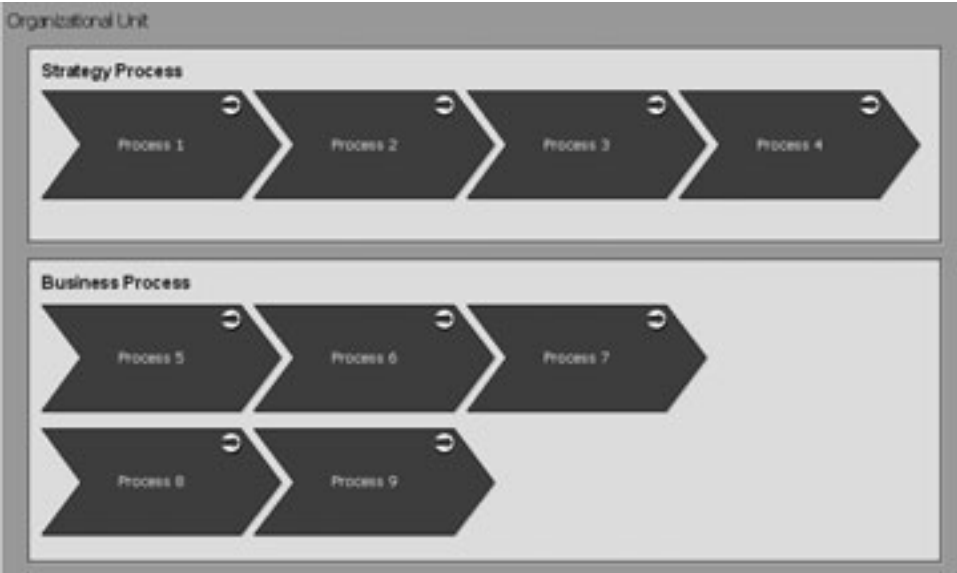 Organizational Unit
Strategy Process
Process 1
Process 2
Process 3
Process 4
Business Process
Process 5
Process 6
Process 7
Process 8
Process 9